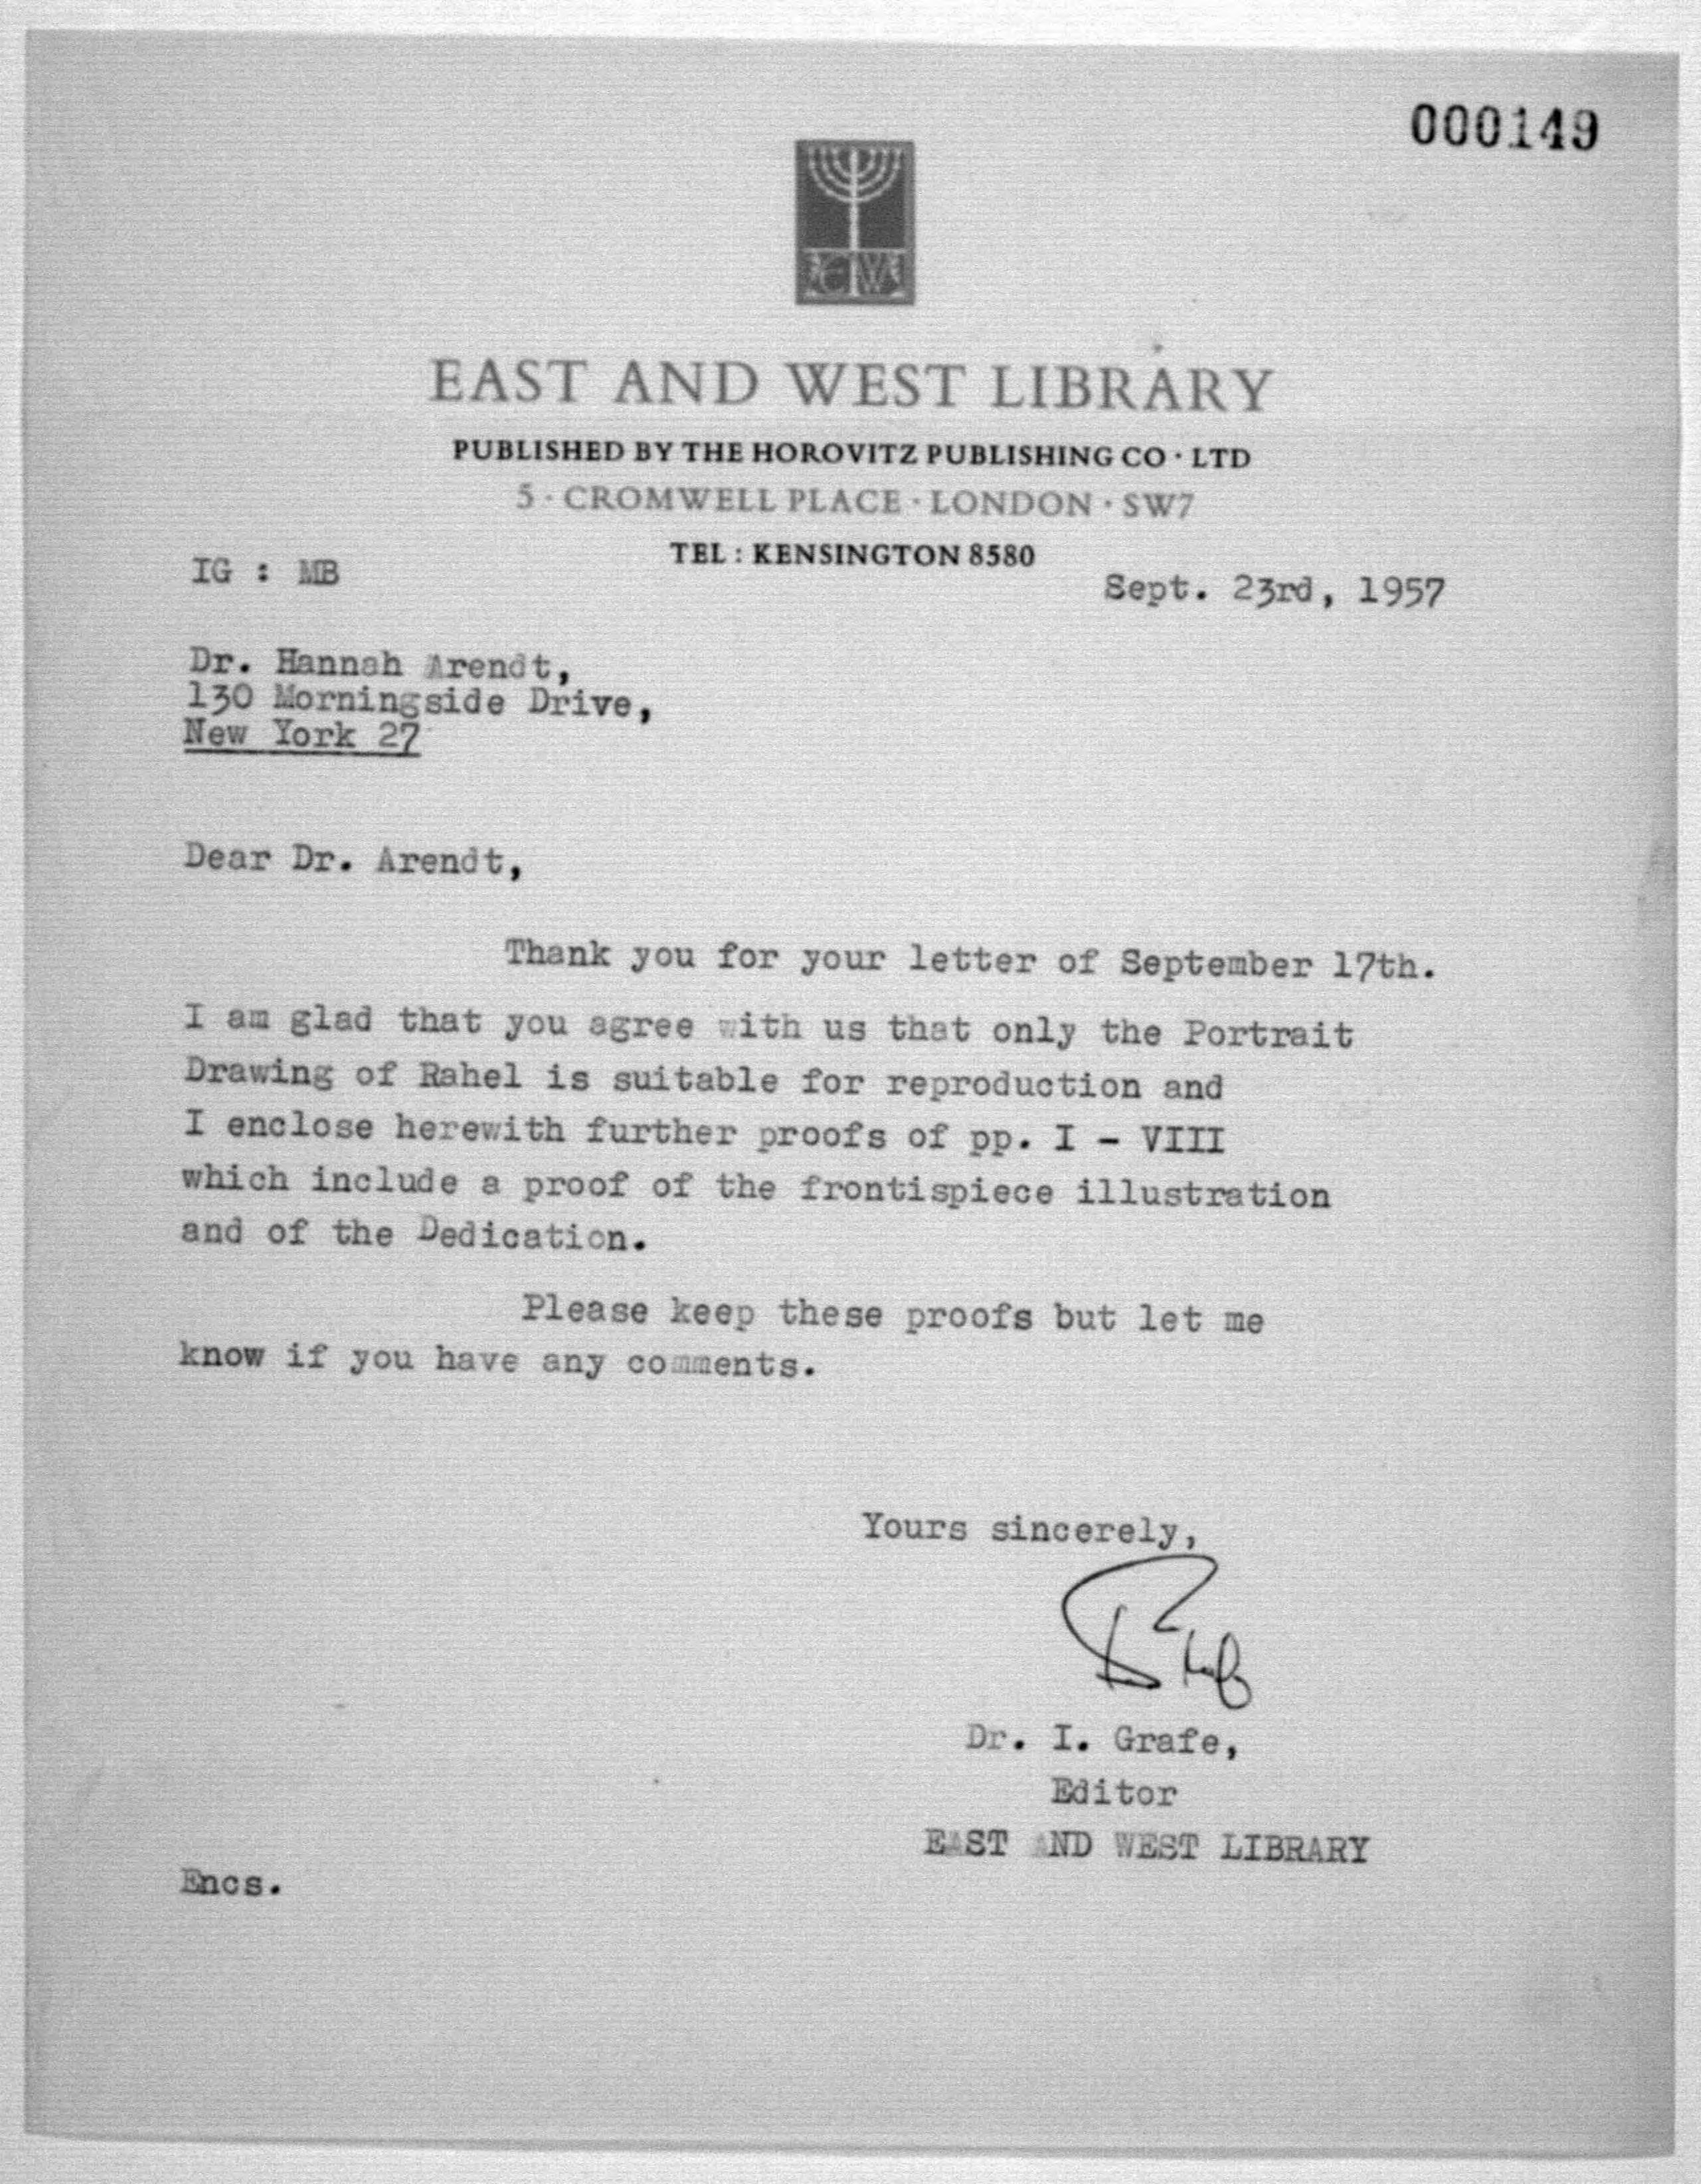 000149
EW
EAST AND WEST LIBRARY
PUBLISHED BY THE HOROVITZ PUBLISHING CO · LTD
5 · CROMWELL PLACE · LONDON · SW7
TEL : KENSINGTON 8580
IG : MB
Sept. 23rd, 1957
Dr. Hannah Arendt,
130 Morningside Drive,
New York 27
Dear Dr. Arendt,
Thank you for your letter of September 17th.
I am glad that you agree with us that only the Portrait
Drawing of Rahel is suitable for reproduction and
I enclose herewith further proofs of pp. I - VIII
which include a proof of the frontispiece illustration
and of the Dedication.
Please keep these proofs but let me
know if you have any comments.
Yours sincerely,
Dr. I. Grafe,
Editor
EAST AND WEST LIBRARY
Encs.